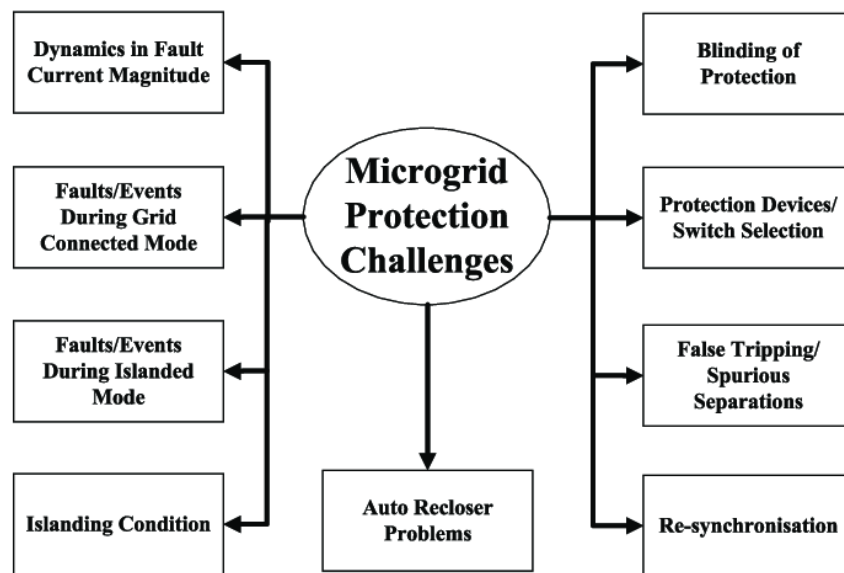 Microgrid
Protection
Challenges
Dynamics in Fault
Current Magnitude
Faults/Events
During Grid
Connected Mode
Faults/Events
During Islanded
Mode
Islanding Condition
Auto Recloser
Problems
Blinding of
Protection
Protection Devices/
Switch Selection
False Tripping/
Spurious
Separations
Re-synchronisation